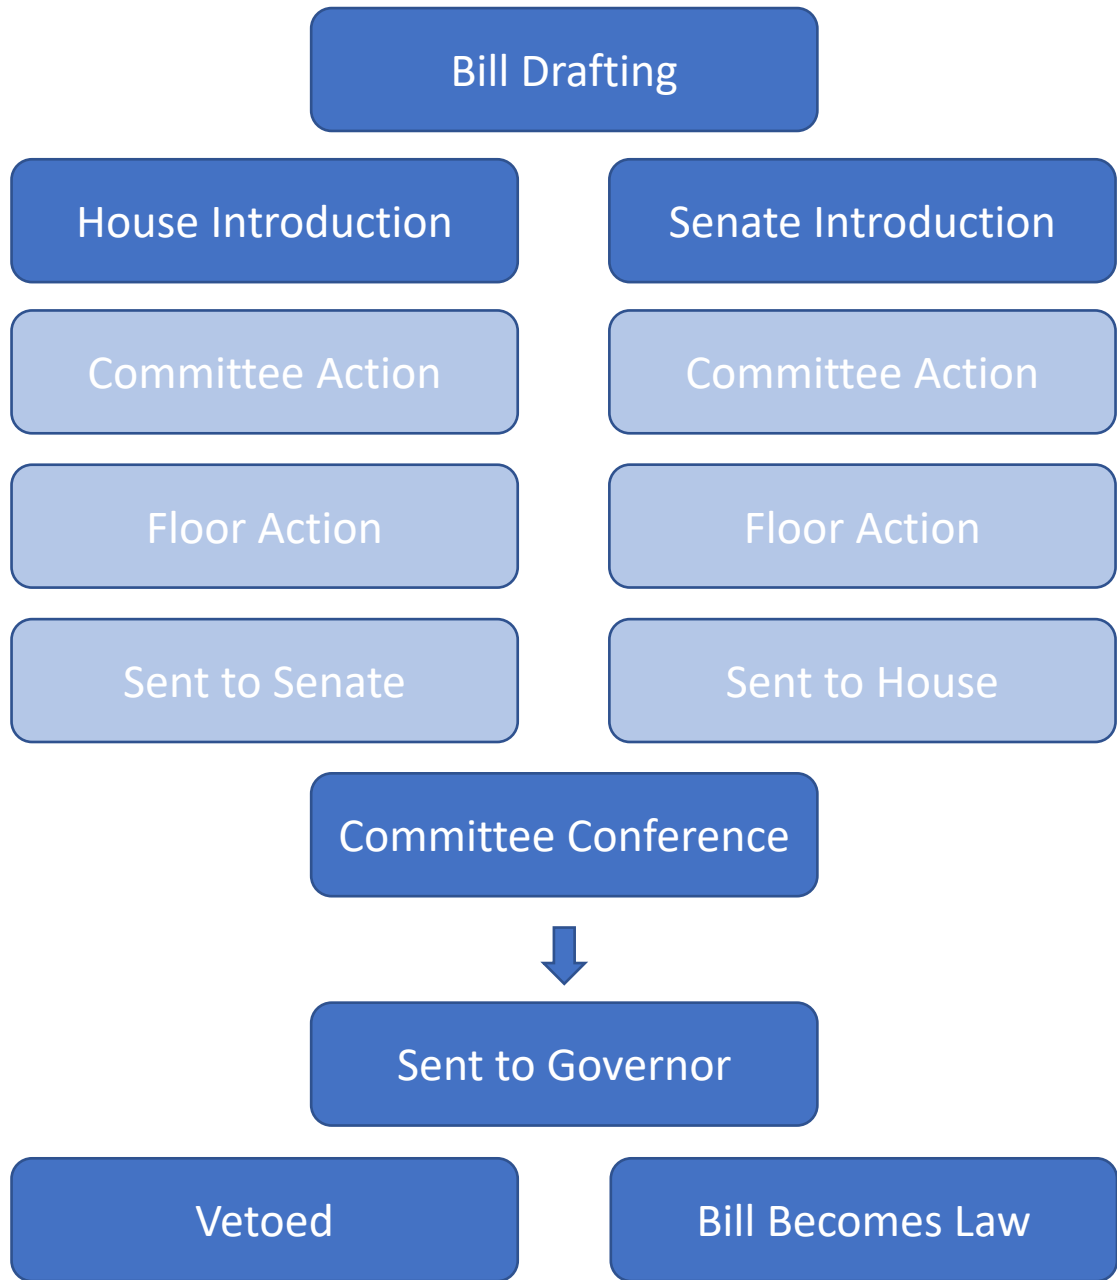 Bill Drafting
House Introduction
Senate Introduction
Committee Action
Committee Action
Floor Action
Floor Action
Sent to Senate
Sent to House
Committee Conference
Sent to Governor
Vetoed
Bill Becomes Law